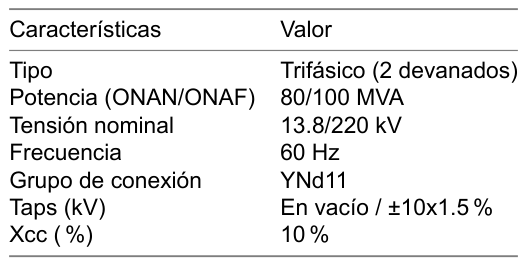 Características Valor
Tipo Trifásico (2 devanados)
Potencia (ONAN/ONAF) 80/100 MVA
Tensión nominal 13.8/220 kV
Frecuencia 60 Hz
Grupo de conexión YNd11
Taps (kV) En vacío / ±10x1.5 %
Xcc ( %) 10 %